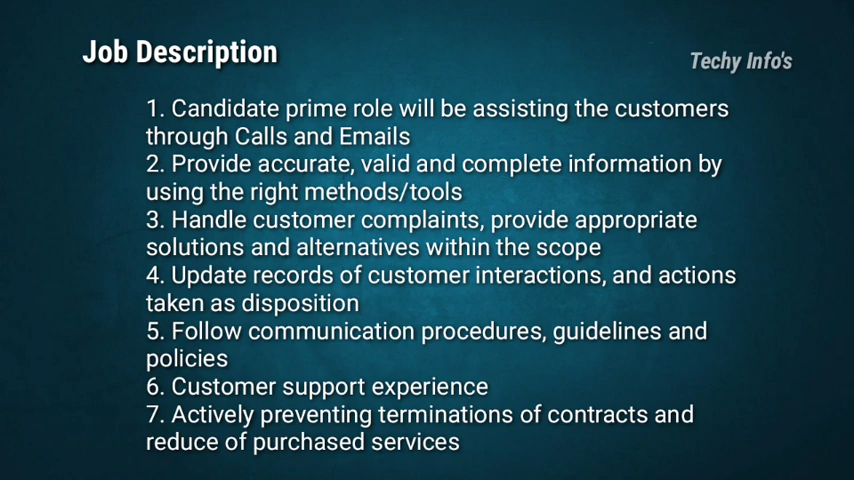 Job Description
Techy Info's
1. Candidate prime role will be assisting the customers
through Calls and Emails
2. Provide accurate, valid and complete information by
using the right methods/tools
3. Handle customer complaints, provide appropriate
solutions and alternatives within the scope
4. Update records of customer interactions, and actions
taken as disposition
5. Follow communication procedures, guidelines and
policies
6. Customer support experience
7. Actively preventing terminations of contracts and
reduce of purchased services